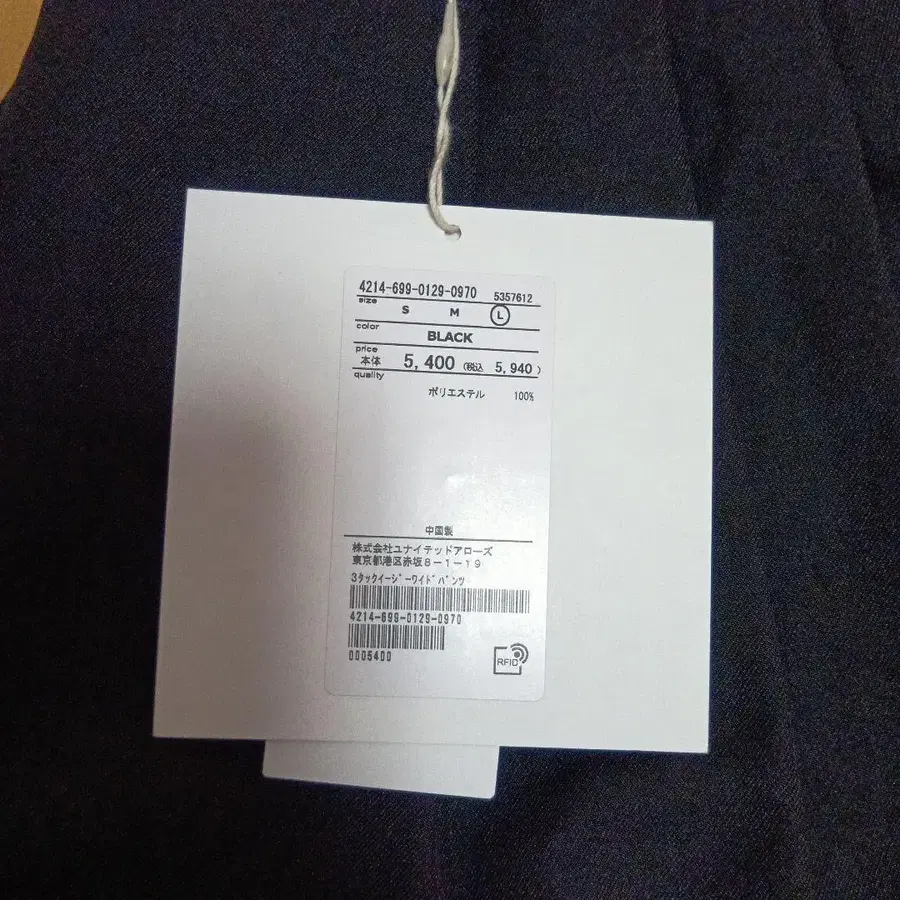 4214-699-0129-0970 5357612
size
S M L
color
BLACK
price
本体 5,400 (税込 5,940)
quality
ポリエステル 100%
中国製
株式会社ユナイテッドアローズ
東京都港区赤坂8-1-19
3タックイージーワイドパンツ
4214-699-0129-0970
0005400
RFID